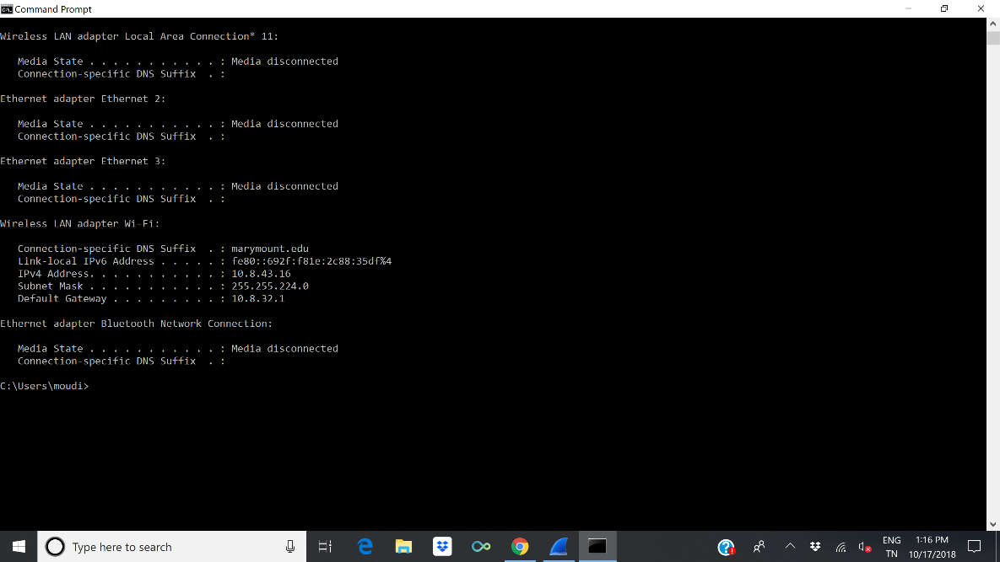 Command Prompt
Wireless LAN adapter Local Area Connection* 11:
Media State . . . . . . . . . . . : Media disconnected
Connection-specific DNS Suffix  . :
Ethernet adapter Ethernet 2:
Media State . . . . . . . . . . . : Media disconnected
Connection-specific DNS Suffix  . :
Ethernet adapter Ethernet 3:
Media State . . . . . . . . . . . : Media disconnected
Connection-specific DNS Suffix  . :
Wireless LAN adapter Wi-Fi:
Connection-specific DNS Suffix  . : marymount.edu
Link-local IPv6 Address . . . . . : fe80::692f:f81e:2c88:35df%4
IPv4 Address. . . . . . . . . . . : 10.8.43.16
Subnet Mask . . . . . . . . . . . : 255.255.224.0
Default Gateway . . . . . . . . . : 10.8.32.1
Ethernet adapter Bluetooth Network Connection:
Media State . . . . . . . . . . . : Media disconnected
Connection-specific DNS Suffix  . :
C:\Users\moudi>
Type here to search
ENG
TN
1:16 PM
10/17/2018